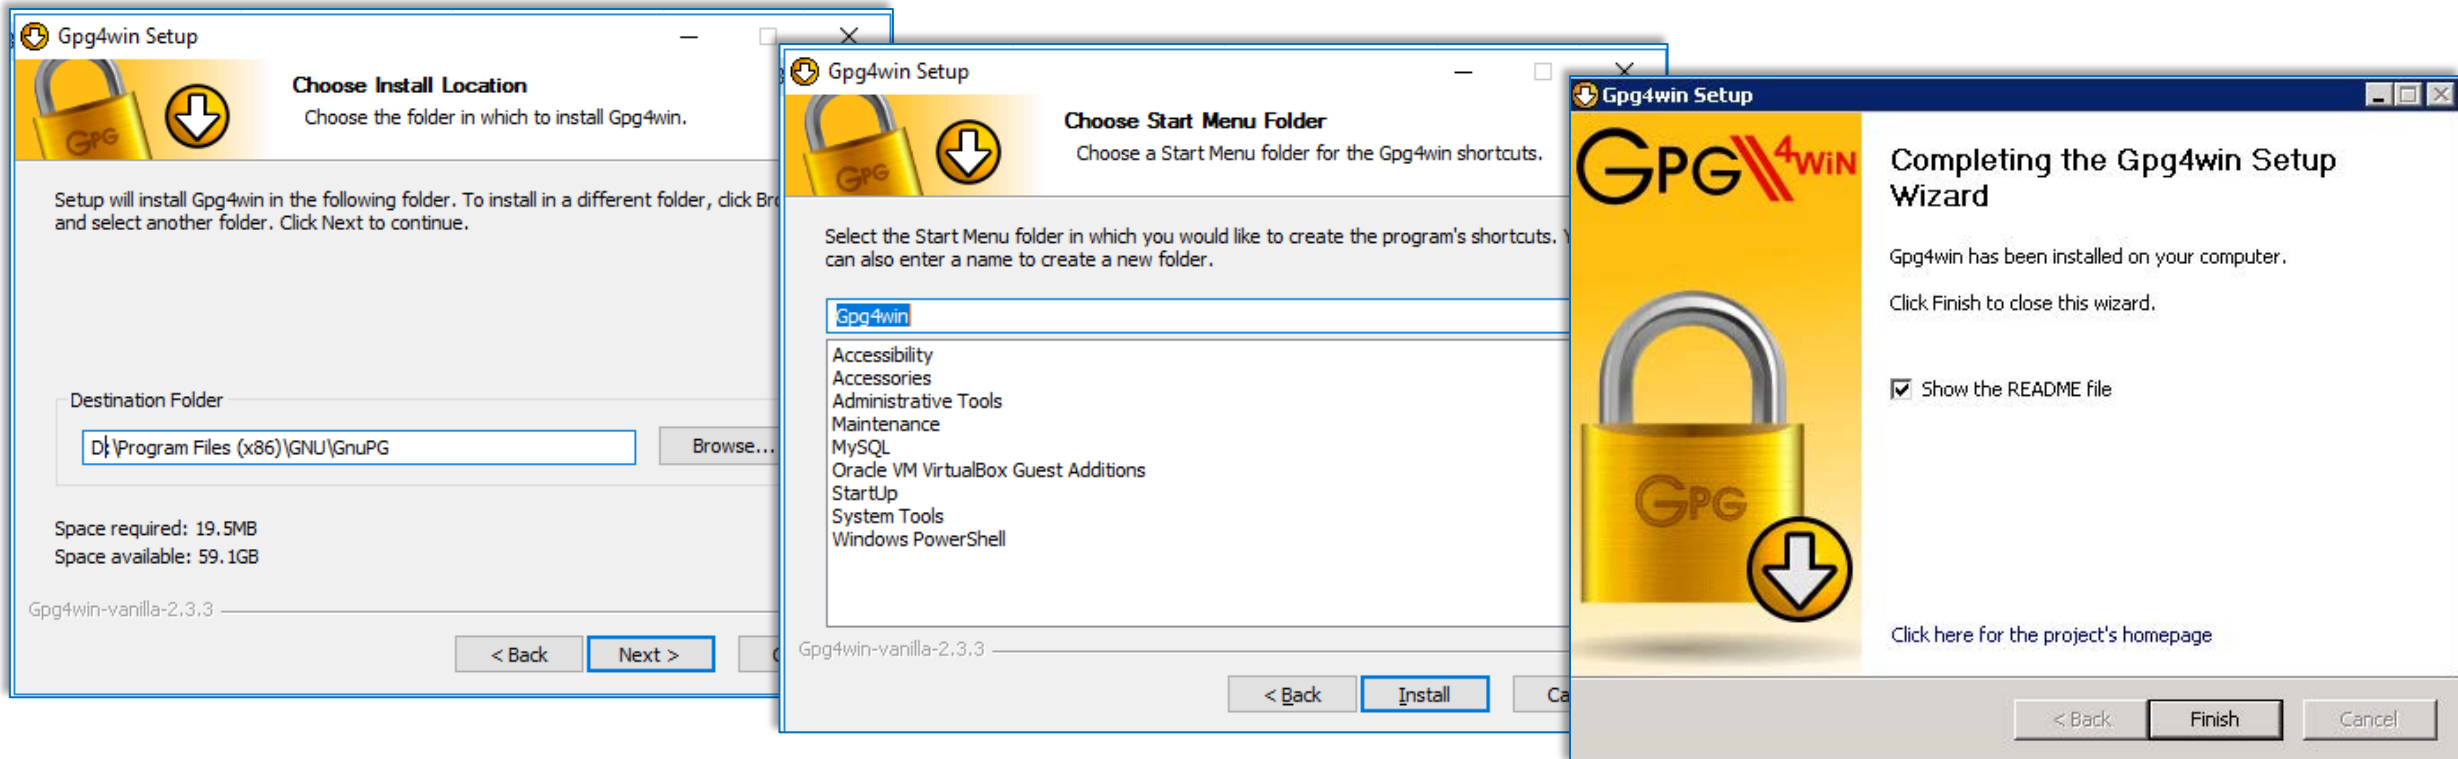 Gpg4win Setup
GPG
Choose Install Location
Choose the folder in which to install Gpg4win.
Setup will install Gpg4win in the following folder. To install in a different folder, click
and select another folder. Click Next to continue.
Destination Folder
D:\Program Files (x86)\GNU\GnuPG
Browse...
Space required: 19.5MB
Space available: 59.1GB
Gpg4win-vanilla-2.3.3
< Back
Next >
Gpg4win Setup
GPG
Choose Start Menu Folder
Choose a Start Menu folder for the Gpg4win shortcuts.
Select the Start Menu folder in which you would like to create the program's shortcuts.
can also enter a name to create a new folder.
Gpg4win
Accessibility
Accessories
Administrative Tools
Maintenance
MySQL
Oracle VM VirtualBox Guest Additions
StartUp
System Tools
Windows PowerShell
Gpg4win-vanilla-2.3.3
< Back
Install
Gpg4win Setup
GPG4WIN
GPG
Completing the Gpg4win Setup
Wizard
Gpg4win has been installed on your computer.
Click Finish to close this wizard.
Show the README file
Click here for the project's homepage
< Back
Finish
Cancel